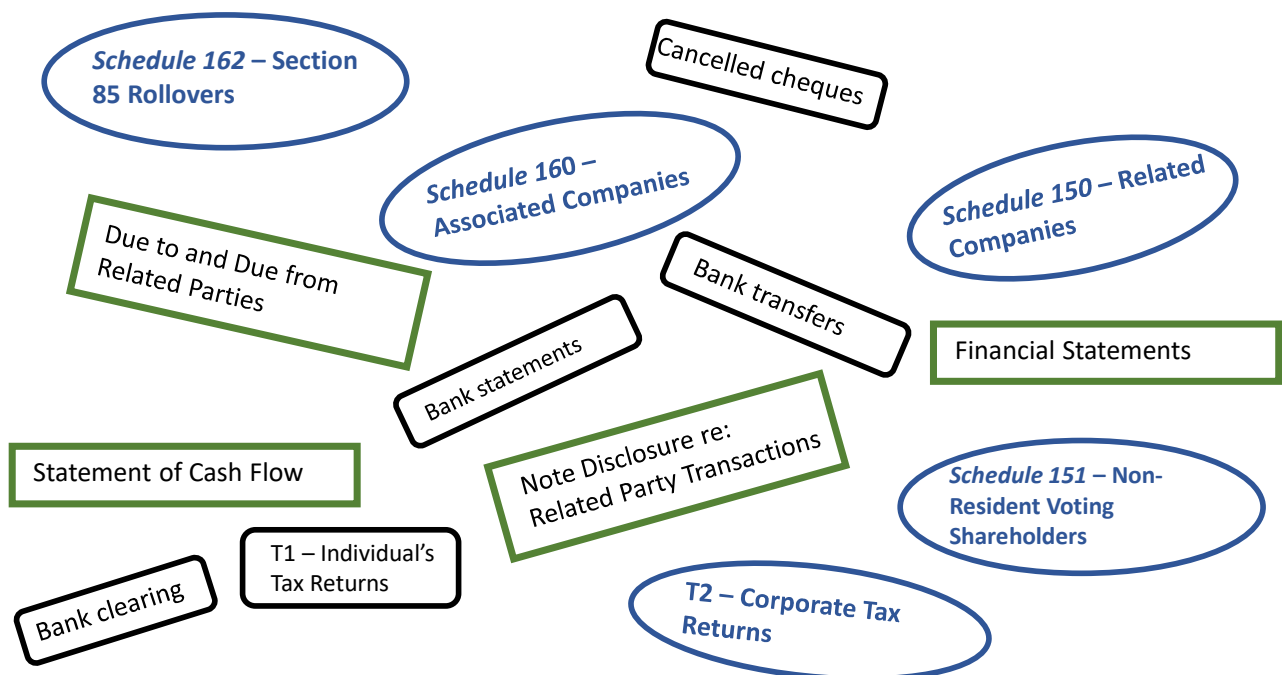 Schedule 162 – Section
85 Rollovers
Cancelled cheques
Schedule 160 –
Associated Companies
Schedule 150 – Related
Companies
Due to and Due from
Related Parties
Bank transfers
Bank statements
Financial Statements
Note Disclosure re:
Related Party Transactions
Statement of Cash Flow
Schedule 151 – Non-
Resident Voting
Shareholders
T1 – Individual’s
Tax Returns
Bank clearing
T2 – Corporate Tax
Returns